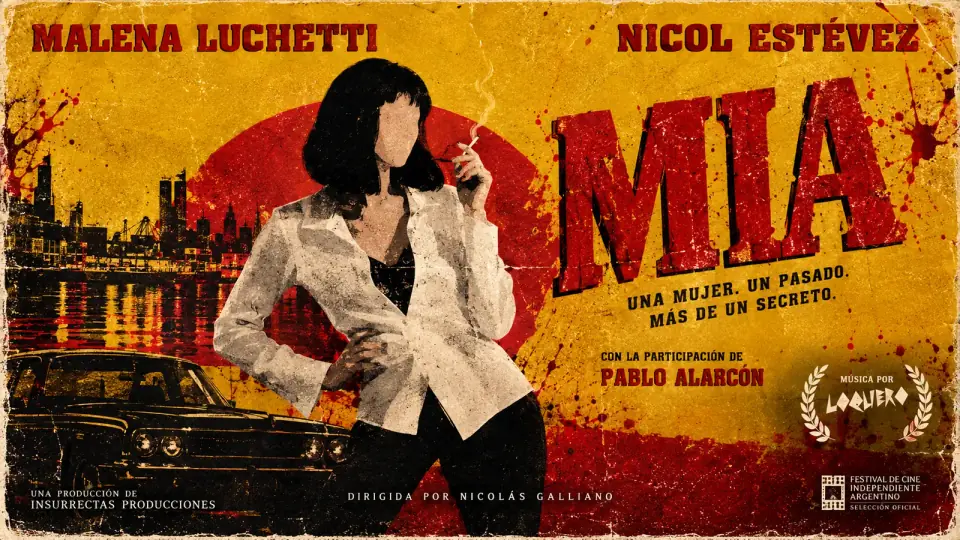 MALENA LUCHETTI
NICOL ESTÉVEZ
MIA
UNA MUJER. UN PASADO.
MÁS DE UN SECRETO.
CON LA PARTICIPACIÓN DE
PABLO ALARCÓN
MÚSICA POR
LOQUERO
UNA PRODUCCIÓN DE
INSURRECTAS PRODUCCIONES
DIRIGIDA POR NICOLÁS GALLIANO
FESTIVAL DE CINE
INDEPENDIENTE
ARGENTINO
SELECCIÓN OFICIAL